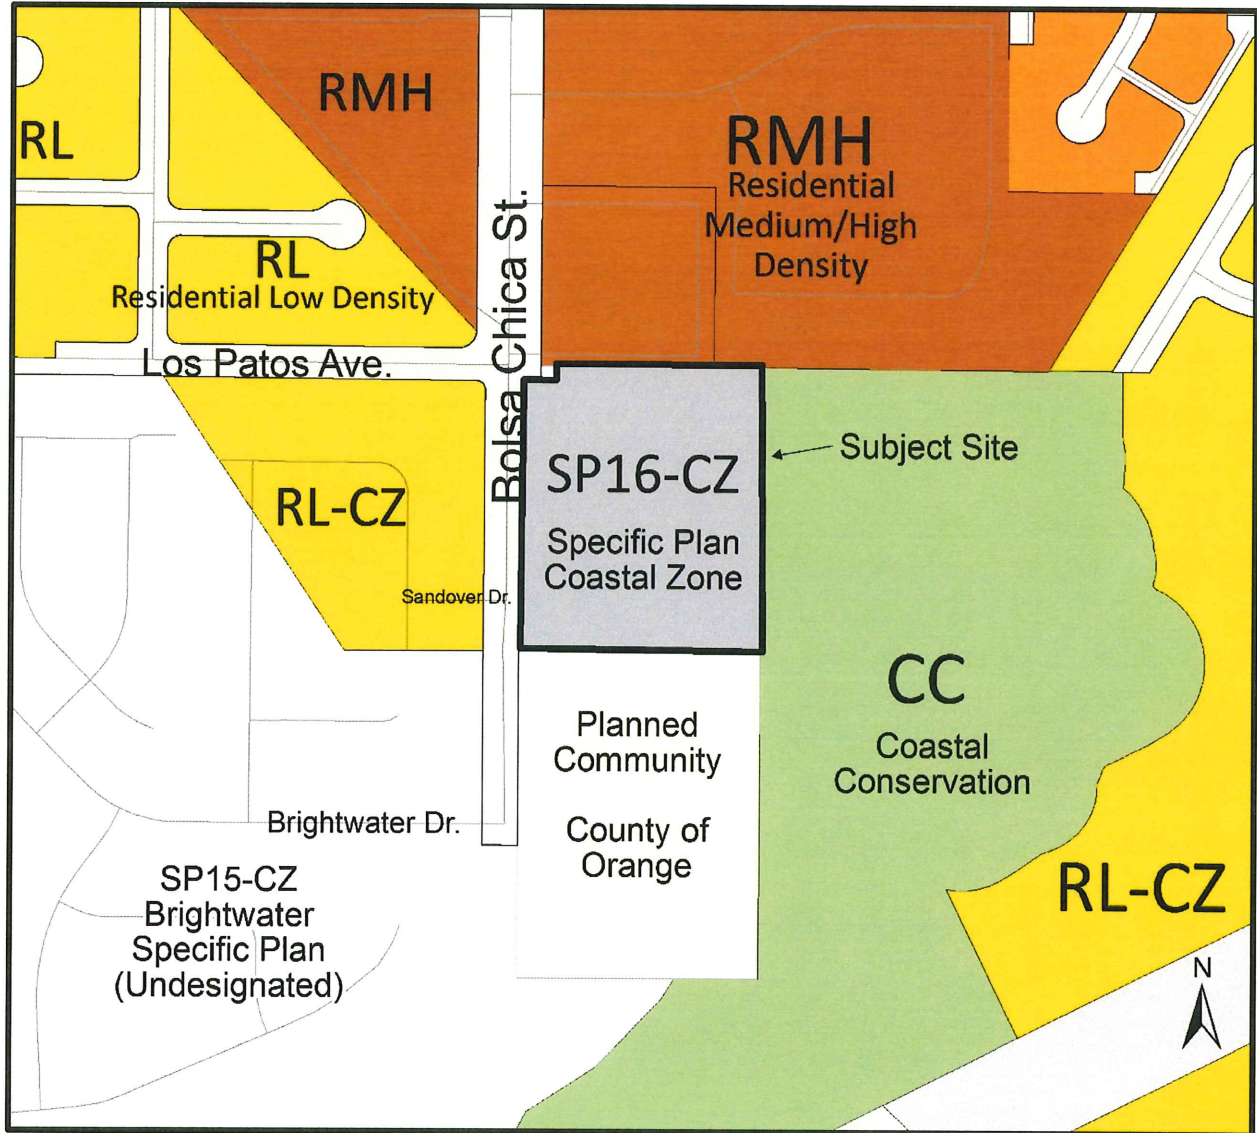 RMH
RL
RMH
Residential
Medium/High
Density
RL
Residential Low Density
Bolsa Chica St.
Los Patos Ave.
Subject Site
SP16-CZ
Specific Plan
Coastal Zone
RL-CZ
Sandover Dr.
CC
Coastal
Conservation
Planned
Community
County of
Orange
Brightwater Dr.
SP15-CZ
Brightwater
Specific Plan
(Undesignated)
RL-CZ
N